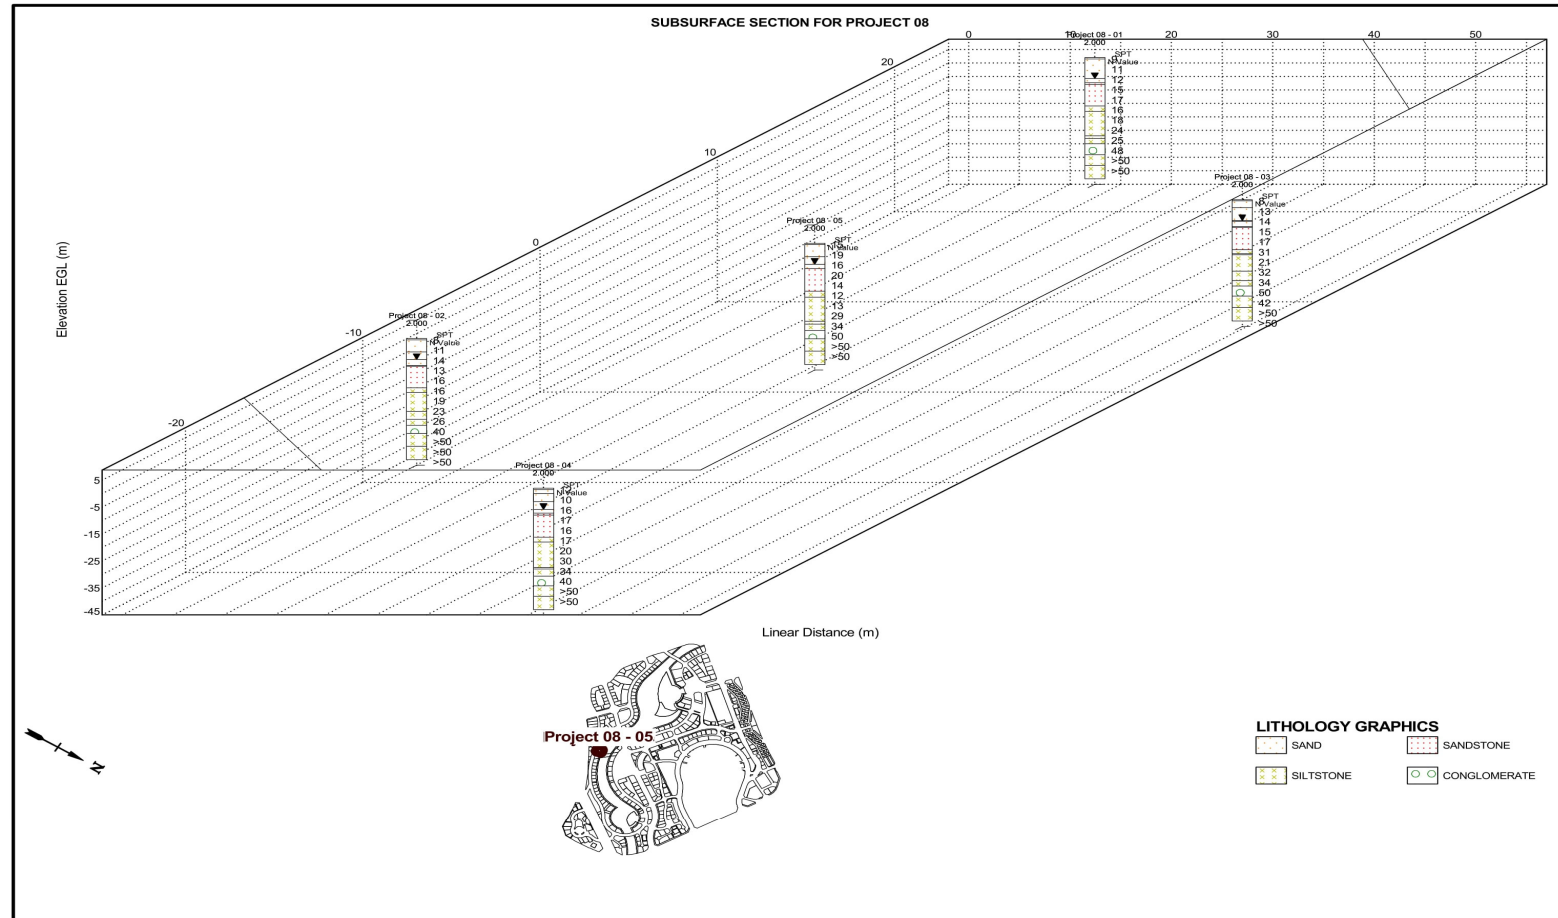 SUBSURFACE SECTION FOR PROJECT 08
0 10 20 30 40 50
20
10
0
-10
-20
Elevation EGL (m)
5
-5
-15
-25
-35
-45
Linear Distance (m)
Project 08 - 01
2.000
SPT
N Value
11
12
15
17
16
18
24
25
48
>50
>50
Project 08 - 03
2.000
SPT
N Value
13
14
15
17
31
21
32
34
50
42
>50
>50
Project 08 - 05
2.000
SPT
N Value
19
16
20
14
12
13
29
34
50
>50
>50
Project 08 - 02
2.000
SPT
N Value
11
14
13
16
16
19
23
26
40
>50
>50
>50
Project 08 - 04
2.000
SPT
N Value
10
16
17
16
17
20
30
34
40
>50
>50
Project 08 - 05
N
LITHOLOGY GRAPHICS
SAND
SANDSTONE
SILTSTONE
CONGLOMERATE